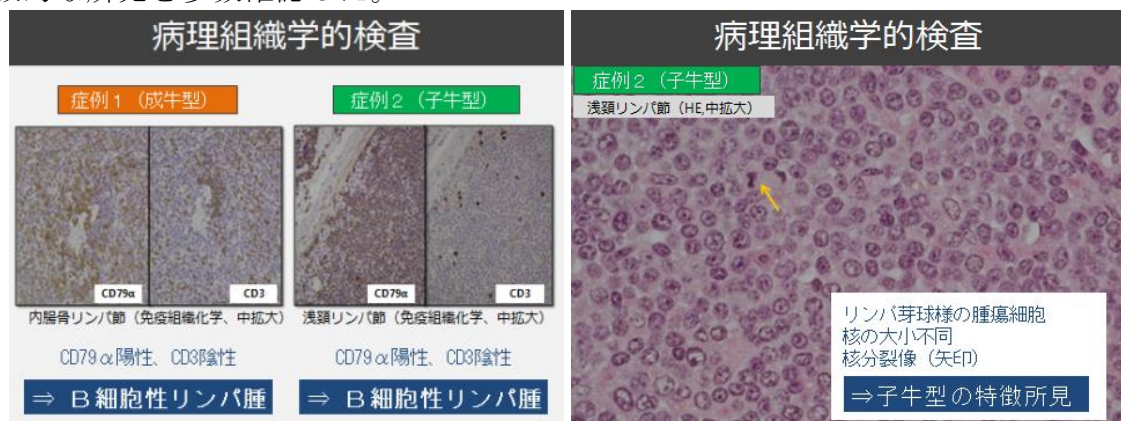 病理組織学的検査
症例1（成牛型）
症例2（子牛型）
CD79α
CD3
CD79α
CD3
内腸骨リンパ節（免疫組織化学、中拡大）
浅頚リンパ節（免疫組織化学、中拡大）
CD79α陽性、CD3陰性
CD79α陽性、CD3陰性
⇒ B細胞性リンパ腫
⇒ B細胞性リンパ腫
病理組織学的検査
症例2（子牛型）
浅頚リンパ節（HE,中拡大）
リンパ芽球様の腫瘍細胞
核の大小不同
核分裂像（矢印）
⇒子牛型の特徴所見